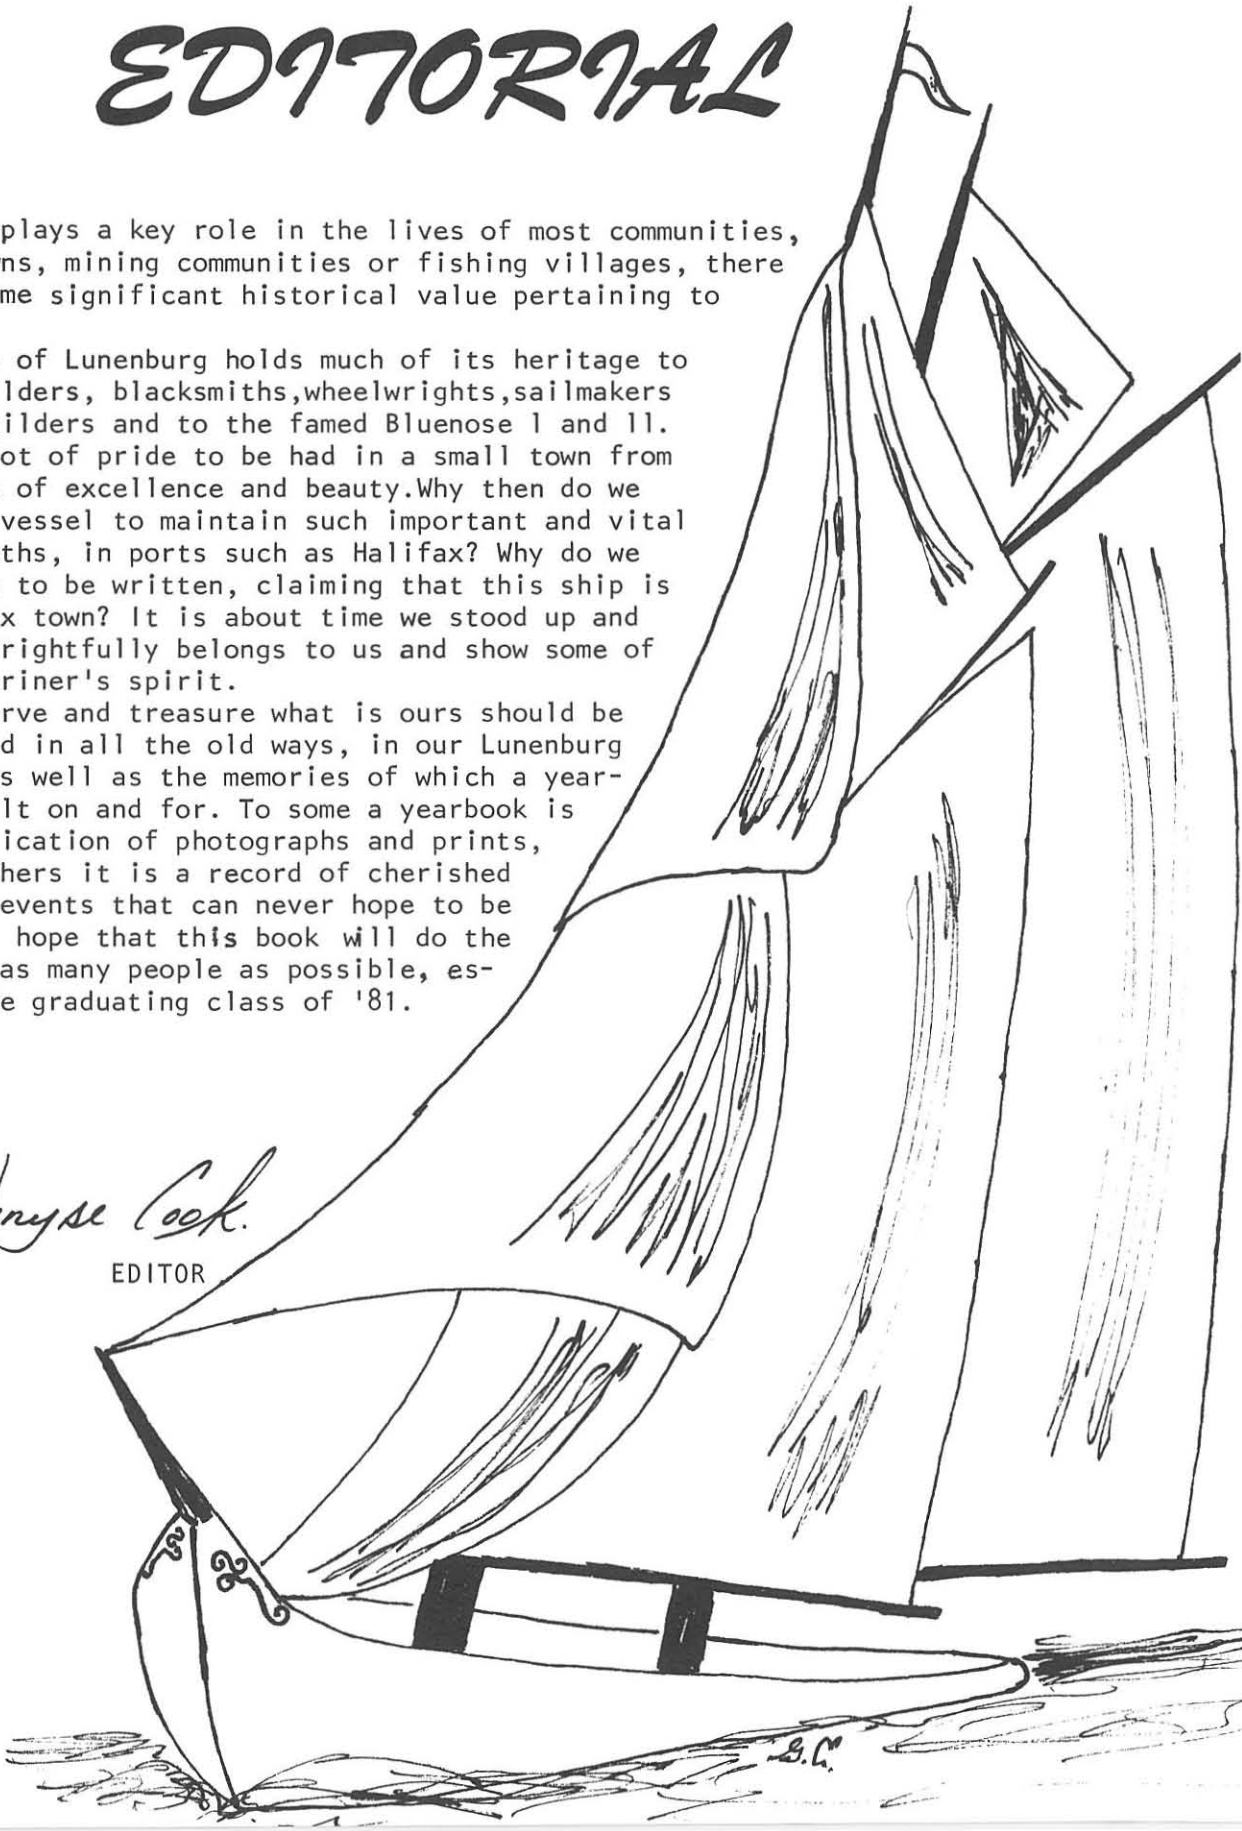 EDITORIAL
plays a key role in the lives of most communities,
ns, mining communities or fishing villages, there
me significant historical value pertaining to
of Lunenburg holds much of its heritage to
lders, blacksmiths,wheelwrights,sailmakers
ilders and to the famed Bluenose l and ll.
ot of pride to be had in a small town from
of excellence and beauty.Why then do we
vessel to maintain such important and vital
ths, in ports such as Halifax? Why do we
to be written, claiming that this ship is
x town? It is about time we stood up and
rightfully belongs to us and show some of
riner's spirit.
rve and treasure what is ours should be
d in all the old ways, in our Lunenburg
s well as the memories of which a year-
lt on and for. To some a yearbook is
ication of photographs and prints,
hers it is a record of cherished
events that can never hope to be
hope that this book will do the
as many people as possible, es-
e graduating class of '81.
nyse Cook.
EDITOR